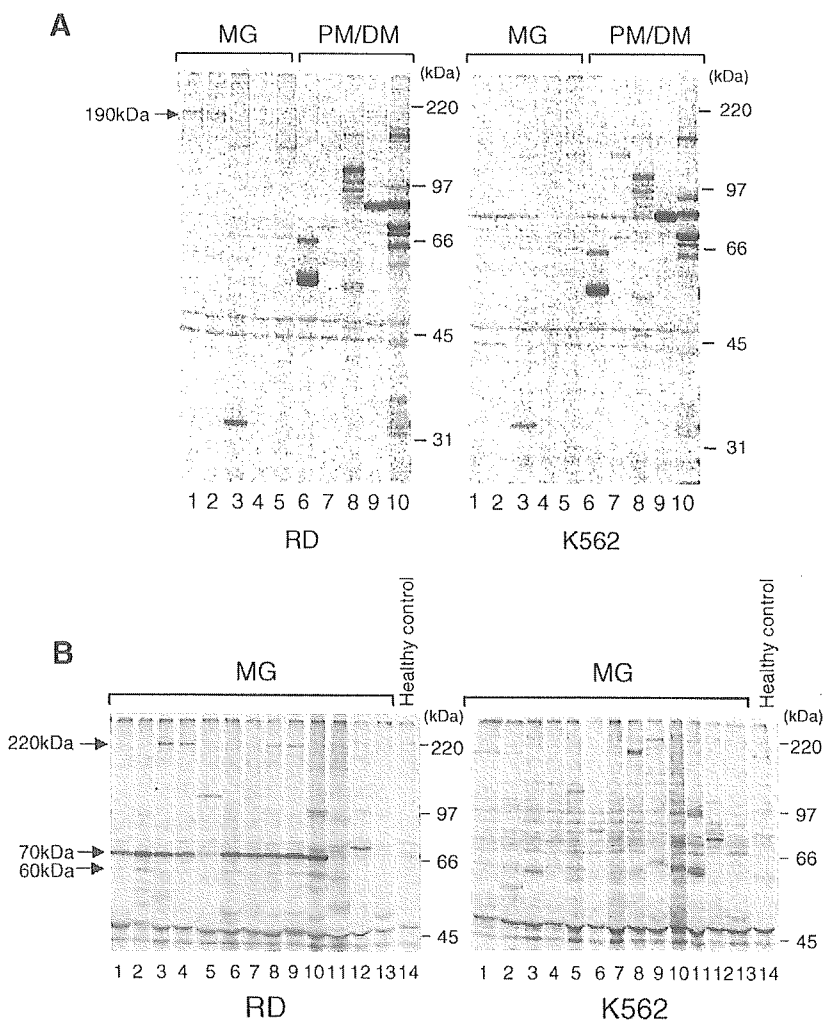 A
MG PM/DM MG PM/DM
(kDa) (kDa)
190kDa 220 220
97 97
66 66
45 45
31 31
1 2 3 4 5 6 7 8 9 10 1 2 3 4 5 6 7 8 9 10
RD K562
B
MG Healthy control MG Healthy control
(kDa) (kDa)
220kDa 220 220
97 97
70kDa 66 66
60kDa
45 45
1 2 3 4 5 6 7 8 9 10 11 12 13 14 1 2 3 4 5 6 7 8 9 10 11 12 13 14
RD K562